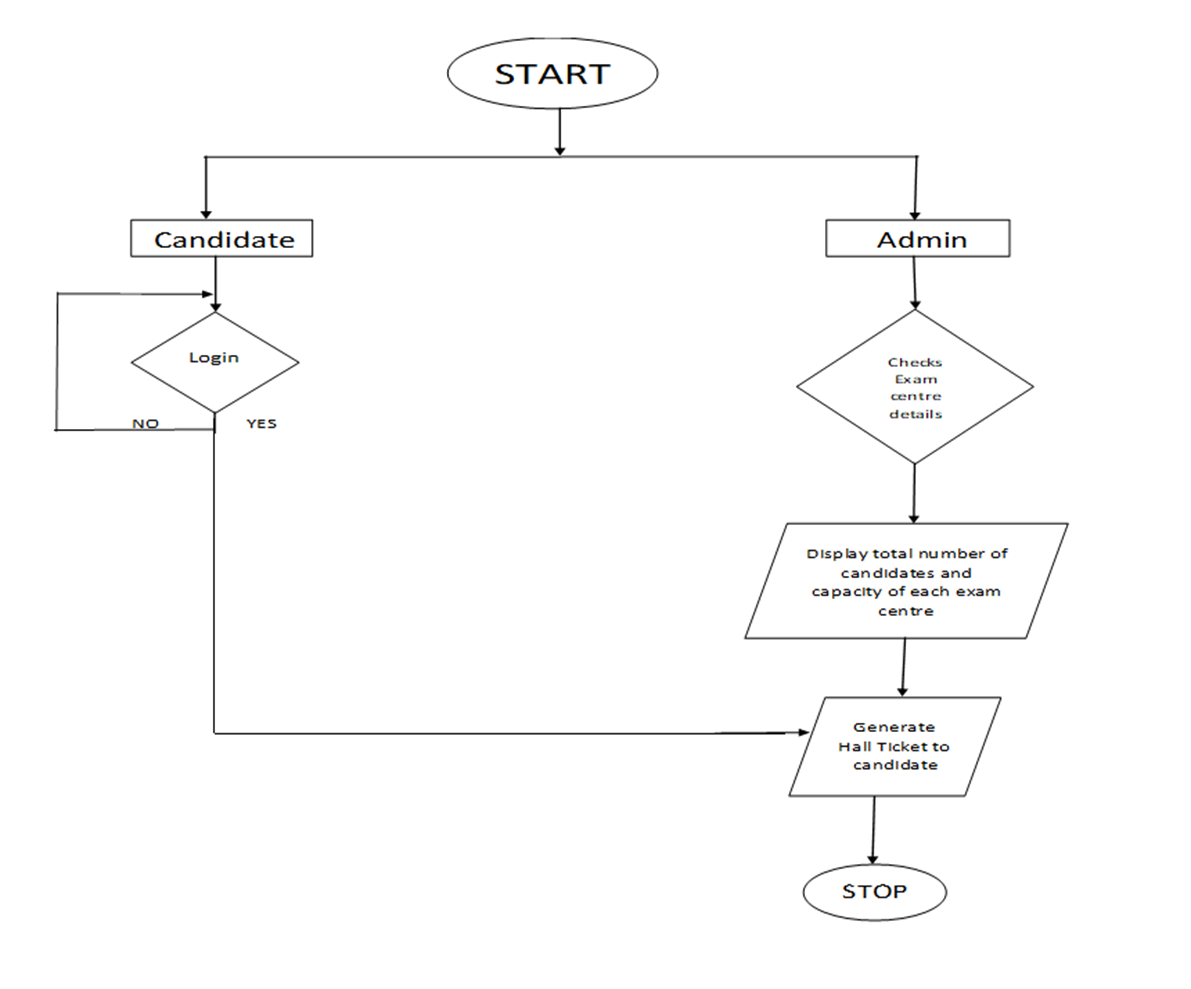 START
Candidate
Admin
Login
NO
YES
Checks
Exam
centre
details
Display total number of
candidates and
capacity of each exam
centre
Generate
Hall Ticket to
candidate
STOP